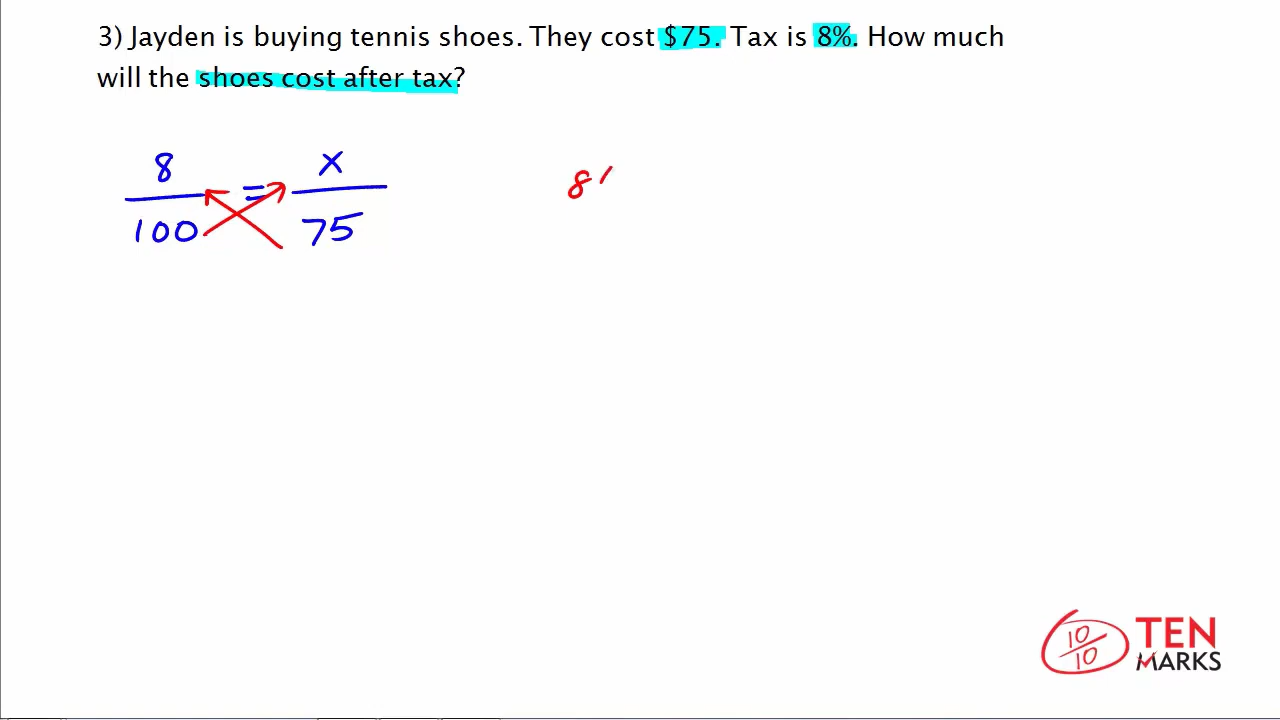 3) Jayden is buying tennis shoes. They cost $75. Tax is 8%. How much
will the shoes cost after tax?
8 = x
100 75
8
10
10
TEN
MARKS